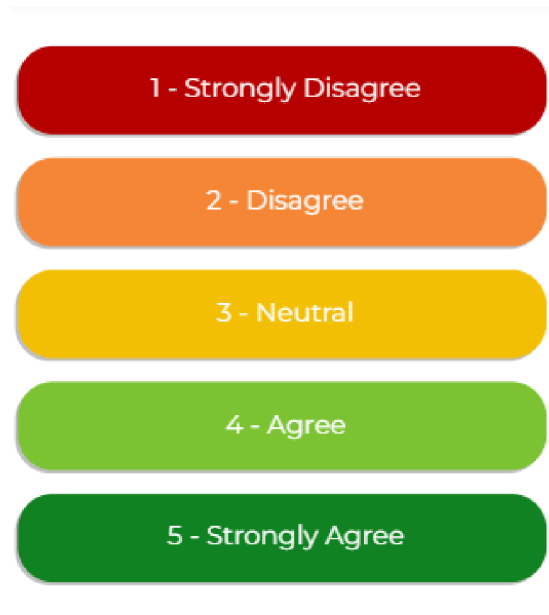 1 - Strongly Disagree
2 - Disagree
3 - Neutral
4 - Agree
5 - Strongly Agree